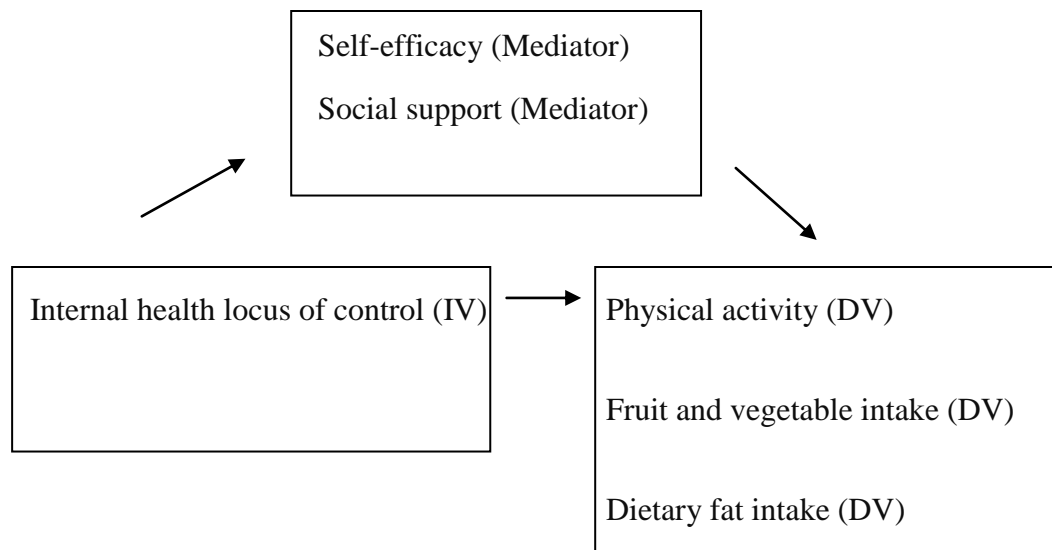 Self-efficacy (Mediator)
Social support (Mediator)
Internal health locus of control (IV)
Physical activity (DV)
Fruit and vegetable intake (DV)
Dietary fat intake (DV)